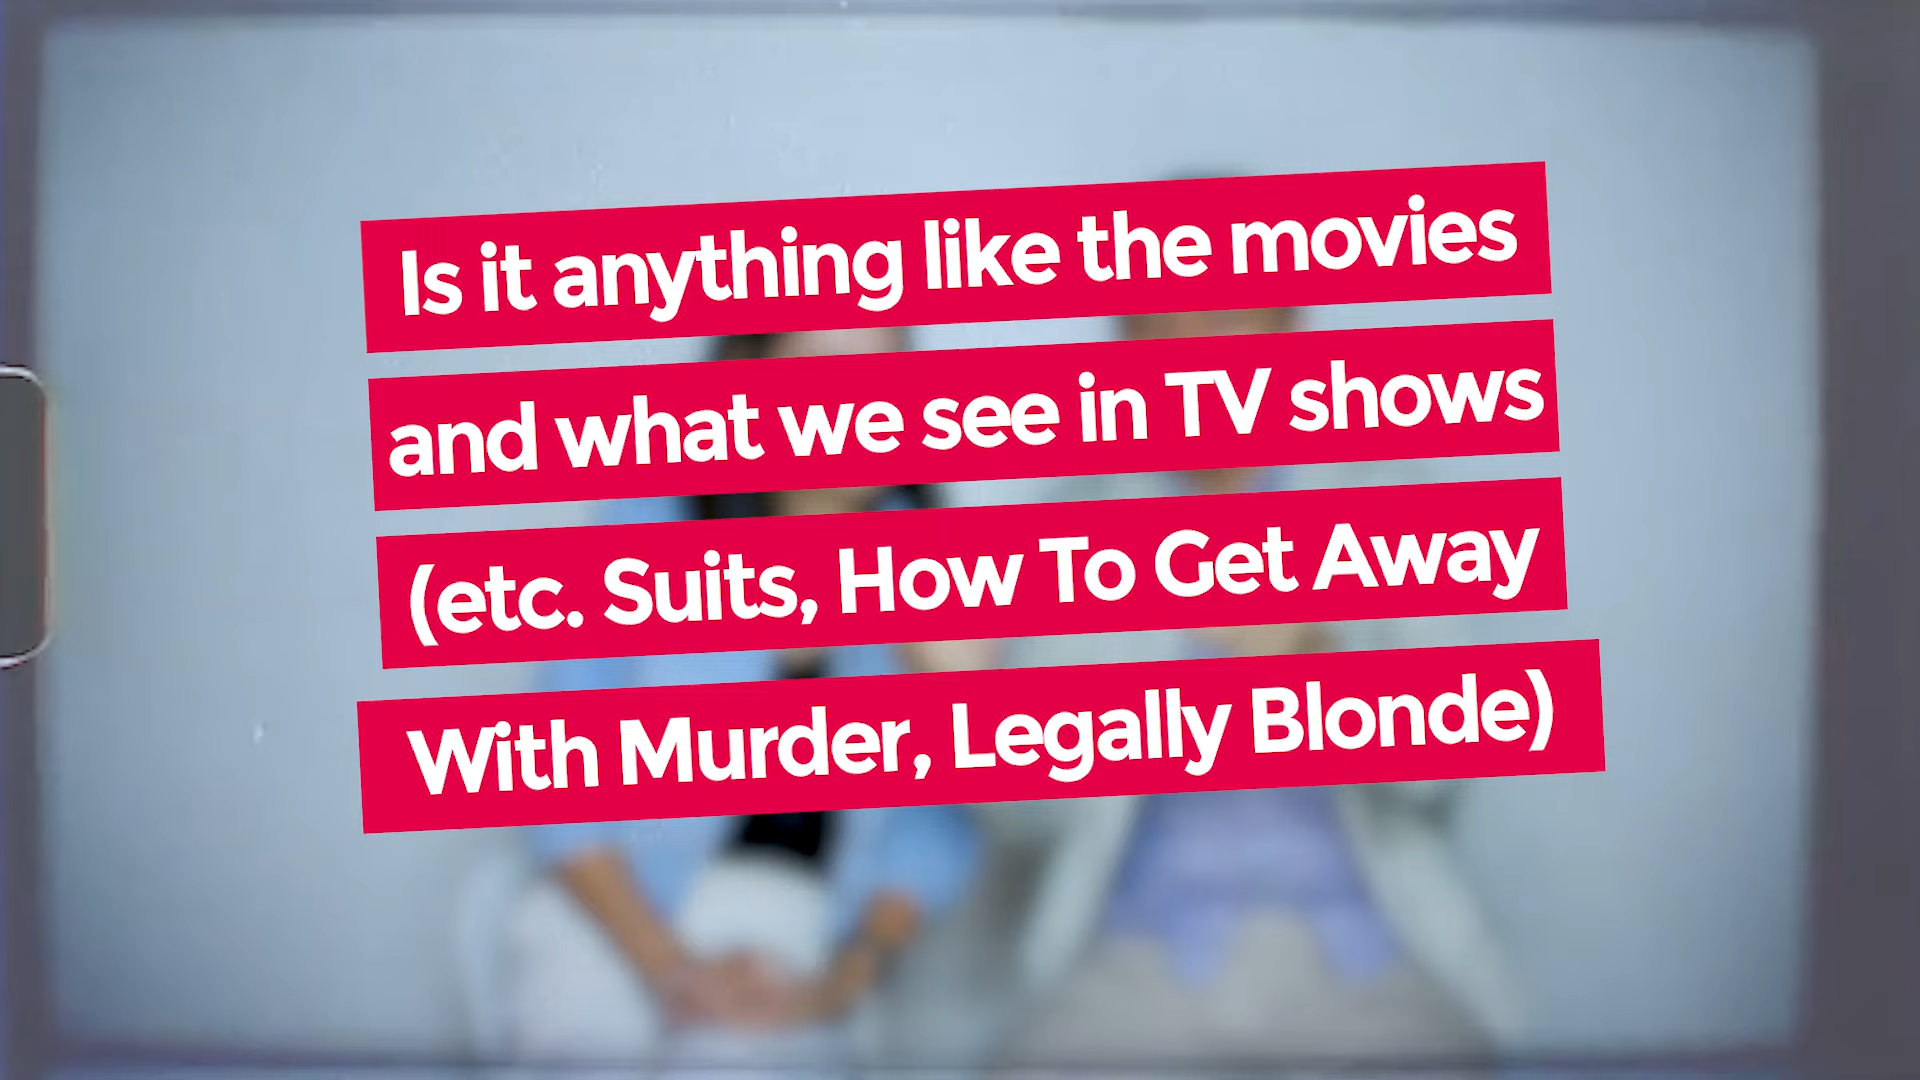 Is it anything like the movies
and what we see in TV shows
(etc. Suits, How To Get Away
With Murder, Legally Blonde)